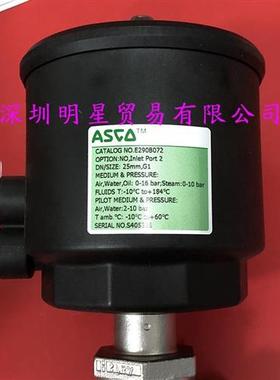 ASCO™
CATALOG NO.E290B072
OPTION:NO,Inlet Port 2
DN/SIZE: 25mm,G1
MEDIUM & PRESSURE:
Air,Water,Oil: 0-16 bar;Steam:0-10 bar
FLUIDS T:-10°C to+184°C
PILOT MEDIUM & PRESSURE:
Air,Water:2-10 bar
T amb.°C: -10°C to+60°C
深圳明星贸易有限公司